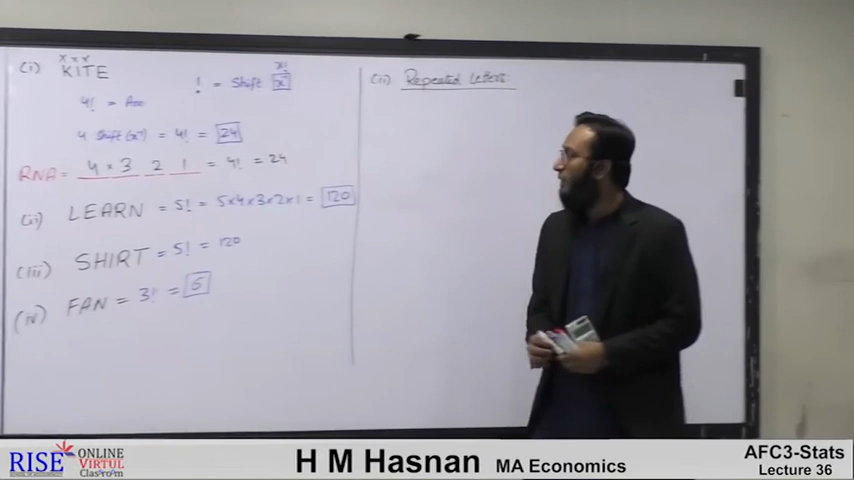 (i) KITE
! = Shift x!
4! = Ans
4 Shift (x⁻¹) = 4! = 24
RNA = 4 × 3 2 1 = 4! = 24
(ii) LEARN = 5! = 5×4×3×2×1 = 120
(iii) SHIRT = 5! = 120
(iv) FAN = 3! = 6
(ii) Repeated Letters:
RISE ONLINE VIRTUL Classroom
H M Hasnan MA Economics
AFC3-Stats
Lecture 36